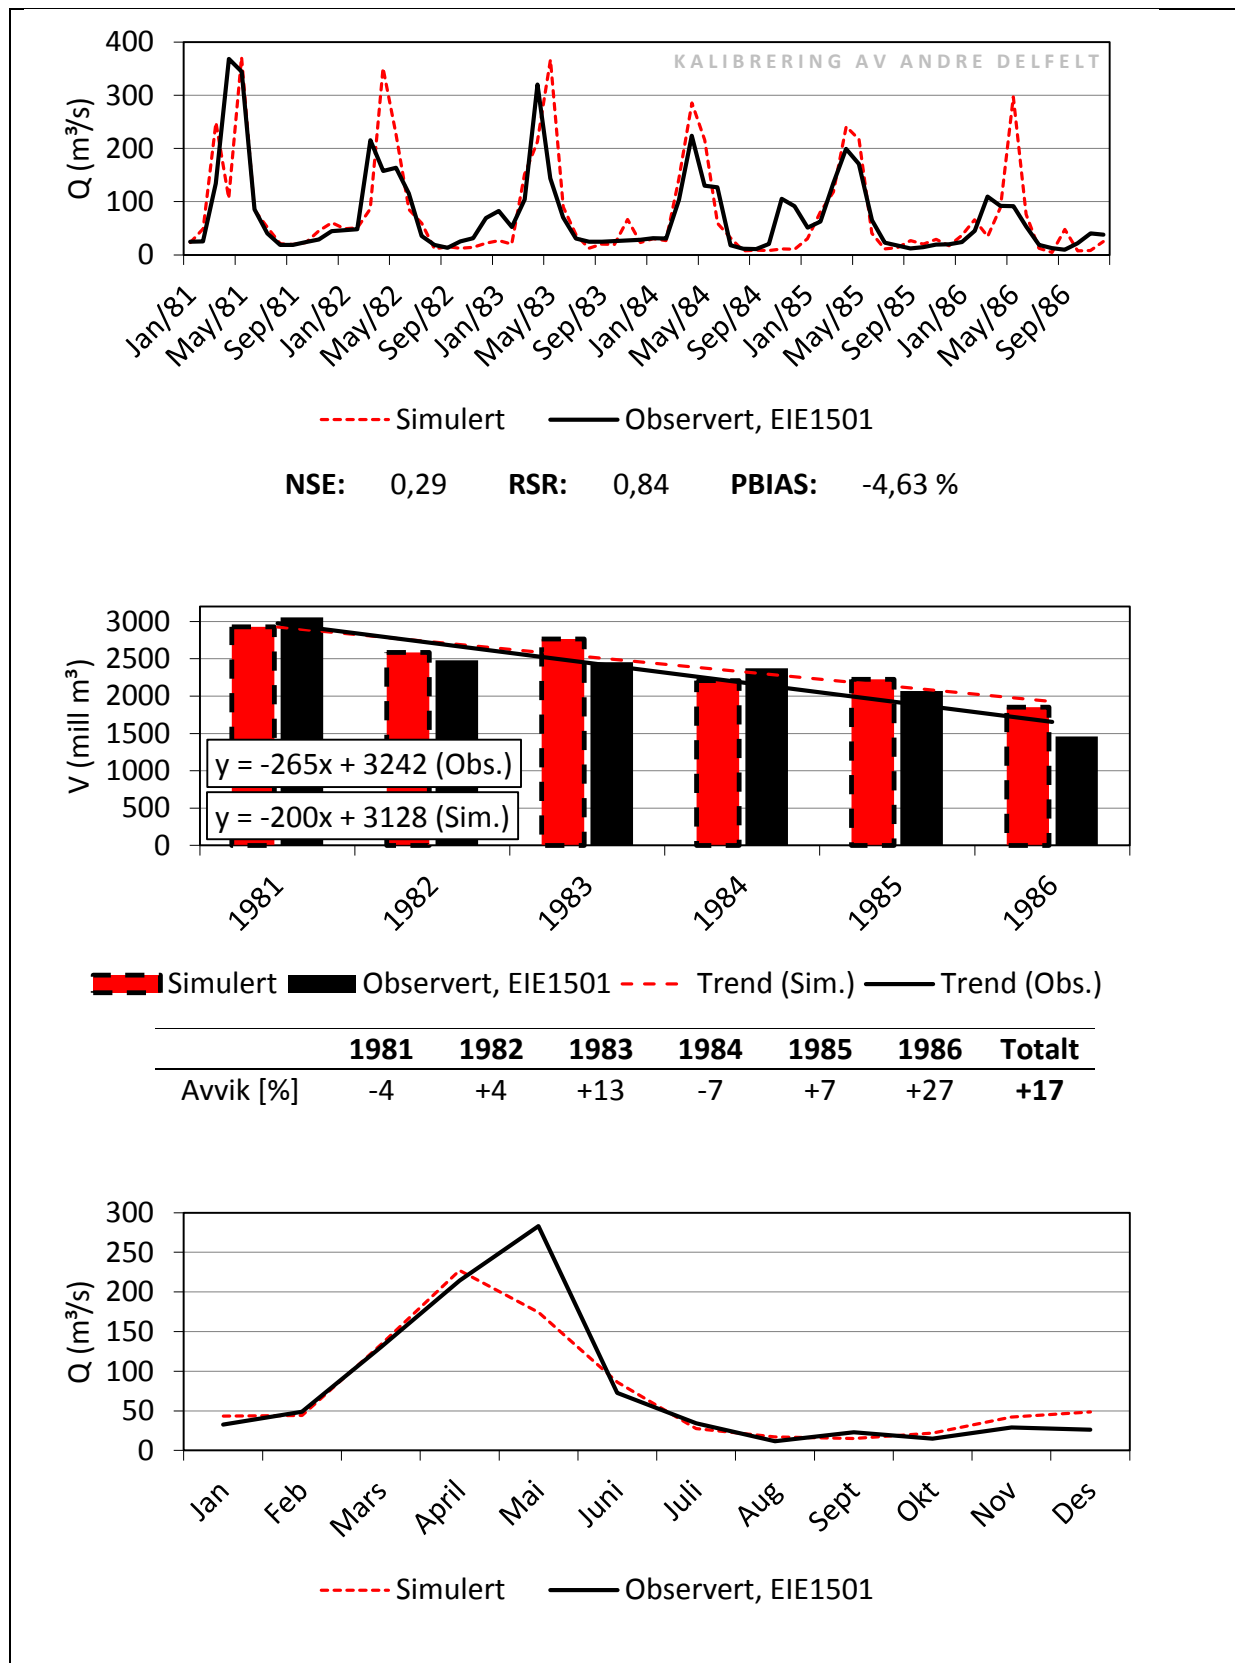 KALIBRERING AV ANDRE DELFELT
Q (m³/s)
400
300
200
100
0
Jan/81 May/81 Sep/81 Jan/82 May/82 Sep/82 Jan/83 May/83 Sep/83 Jan/84 May/84 Sep/84 Jan/85 May/85 Sep/85 Jan/86 May/86 Sep/86
Simulert Observert, EIE1501
NSE: 0,29 RSR: 0,84 PBIAS: -4,63 %
V (mill m³)
3000
2500
2000
1500
1000
500
0
y = -265x + 3242 (Obs.)
y = -200x + 3128 (Sim.)
1981 1982 1983 1984 1985 1986
Simulert Observert, EIE1501 Trend (Sim.) Trend (Obs.)
1981 1982 1983 1984 1985 1986 Totalt
Avvik [%] -4 +4 +13 -7 +7 +27 +17
Q (m³/s)
300
250
200
150
100
50
0
Jan Feb Mars April Mai Juni Juli Aug Sept Okt Nov Des
Simulert Observert, EIE1501